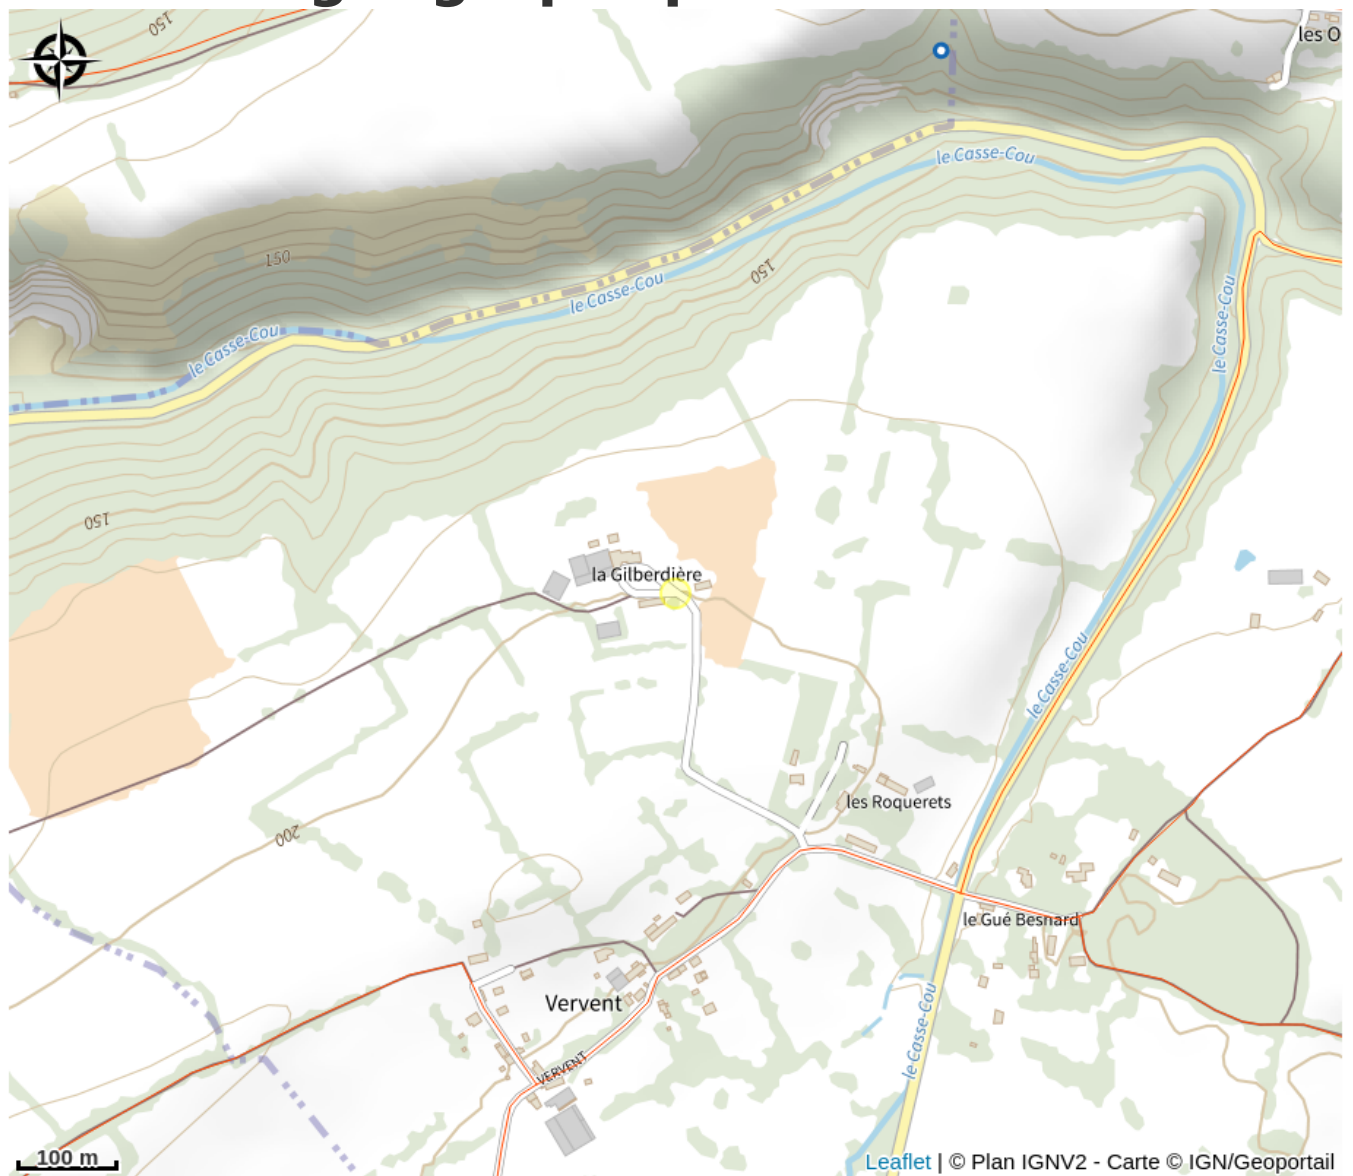 150
les O
le Casse-Cou
150
150
le Casse-Cou
le Casse-Cou
le Casse-Cou
150
la Gilberdière
le Casse-Cou
les Roquerets
200
le Gué Besnard
Vervent
le Casse-Cou
VERVENT
100 m
Leaflet | © Plan IGNV2 - Carte © IGN/Geoportail